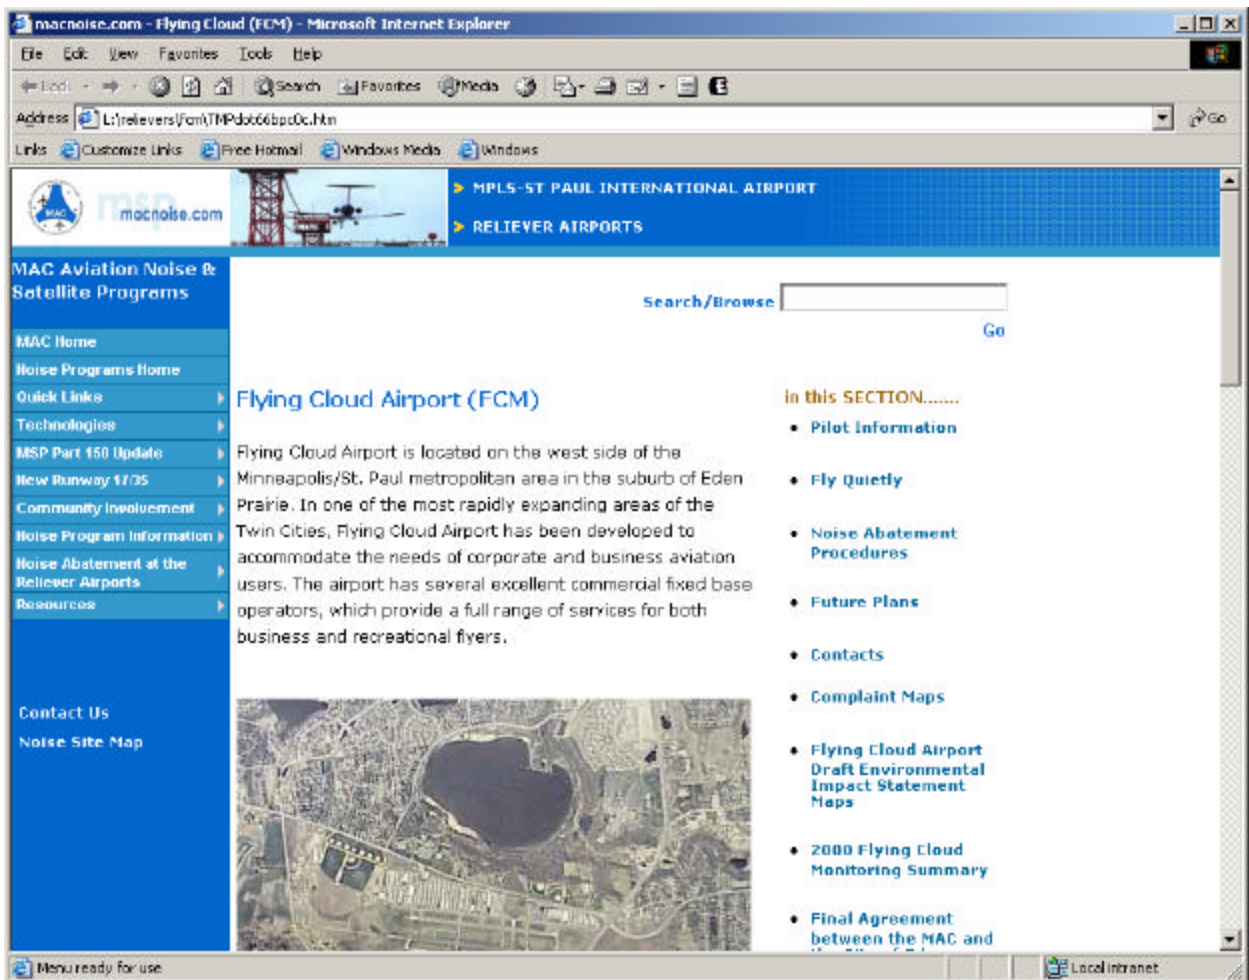 macnoise.com - Flying Cloud (FCM) - Microsoft Internet Explorer
File Edit View Favorites Tools Help
Back Search Favorites Media
Address L:\relievers\fcm\TMPdot66bpc0c.htm Go
Links Customize Links Free Hotmail Windows Media Windows
MAC msp macnoise.com
> MPLS-ST PAUL INTERNATIONAL AIRPORT
> RELIEVER AIRPORTS
MAC Aviation Noise &
Satellite Programs
MAC Home
Noise Programs Home
Quick Links
Technologies
MSP Part 150 Update
New Runway 17/35
Community Involvement
Noise Program Information
Noise Abatement at the
Reliever Airports
Resources
Contact Us
Noise Site Map
Search/Browse
Go
Flying Cloud Airport (FCM)
Flying Cloud Airport is located on the west side of the
Minneapolis/St. Paul metropolitan area in the suburb of Eden
Prairie. In one of the most rapidly expanding areas of the
Twin Cities, Flying Cloud Airport has been developed to
accommodate the needs of corporate and business aviation
users. The airport has several excellent commercial fixed base
operators, which provide a full range of services for both
business and recreational flyers.
in this SECTION.......
• Pilot Information
• Fly Quietly
• Noise Abatement
Procedures
• Future Plans
• Contacts
• Complaint Maps
• Flying Cloud Airport
Draft Environmental
Impact Statement
Maps
• 2000 Flying Cloud
Monitoring Summary
• Final Agreement
between the MAC and
Menu ready for use
Local intranet